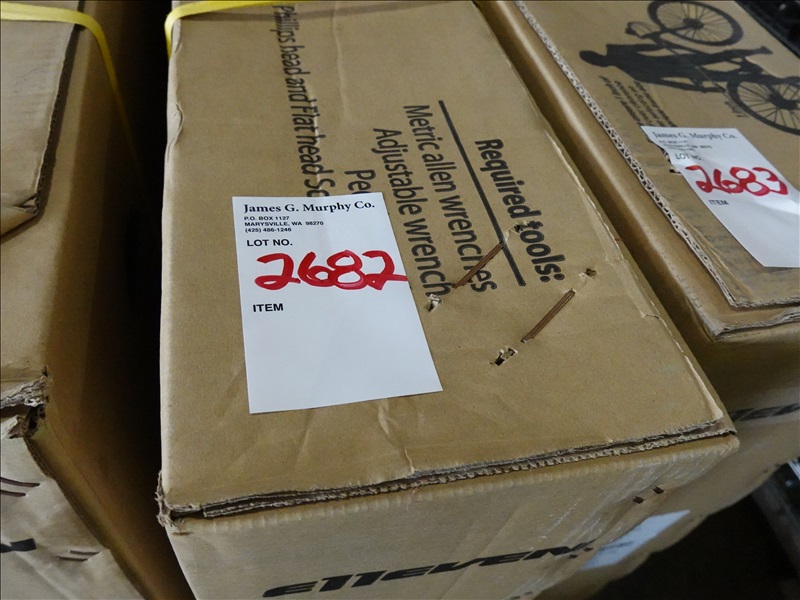 Required tools:
Metric allen wrenches
Adjustable wrench
Phillips head and Flat head
James G. Murphy Co.
P.O. BOX 1127
MARYSVILLE, WA 98270
(425) 486-1246
LOT NO.
2682
ITEM
James G. Murphy Co.
LOT NO.
2683
ITEM
eTTeVen